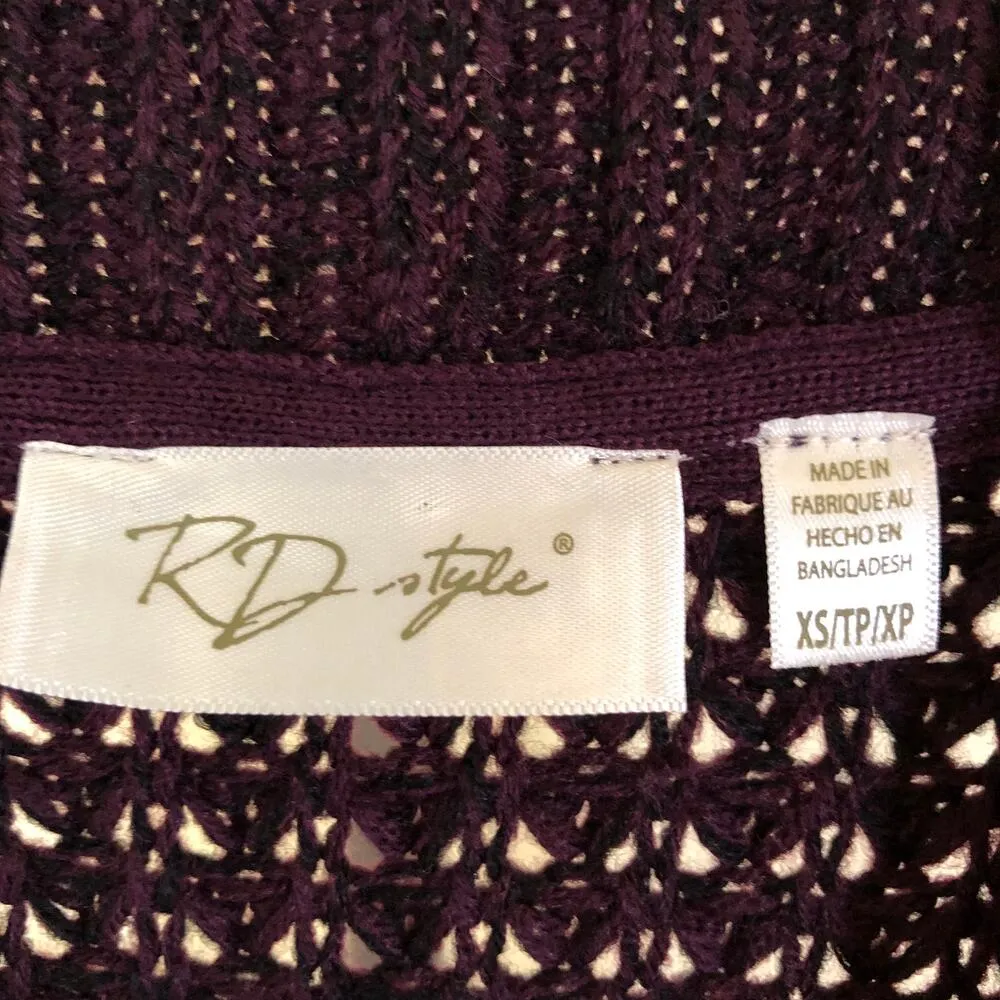 RD style ®
MADE IN
FABRIQUE AU
HECHO EN
BANGLADESH
XS/TP/XP